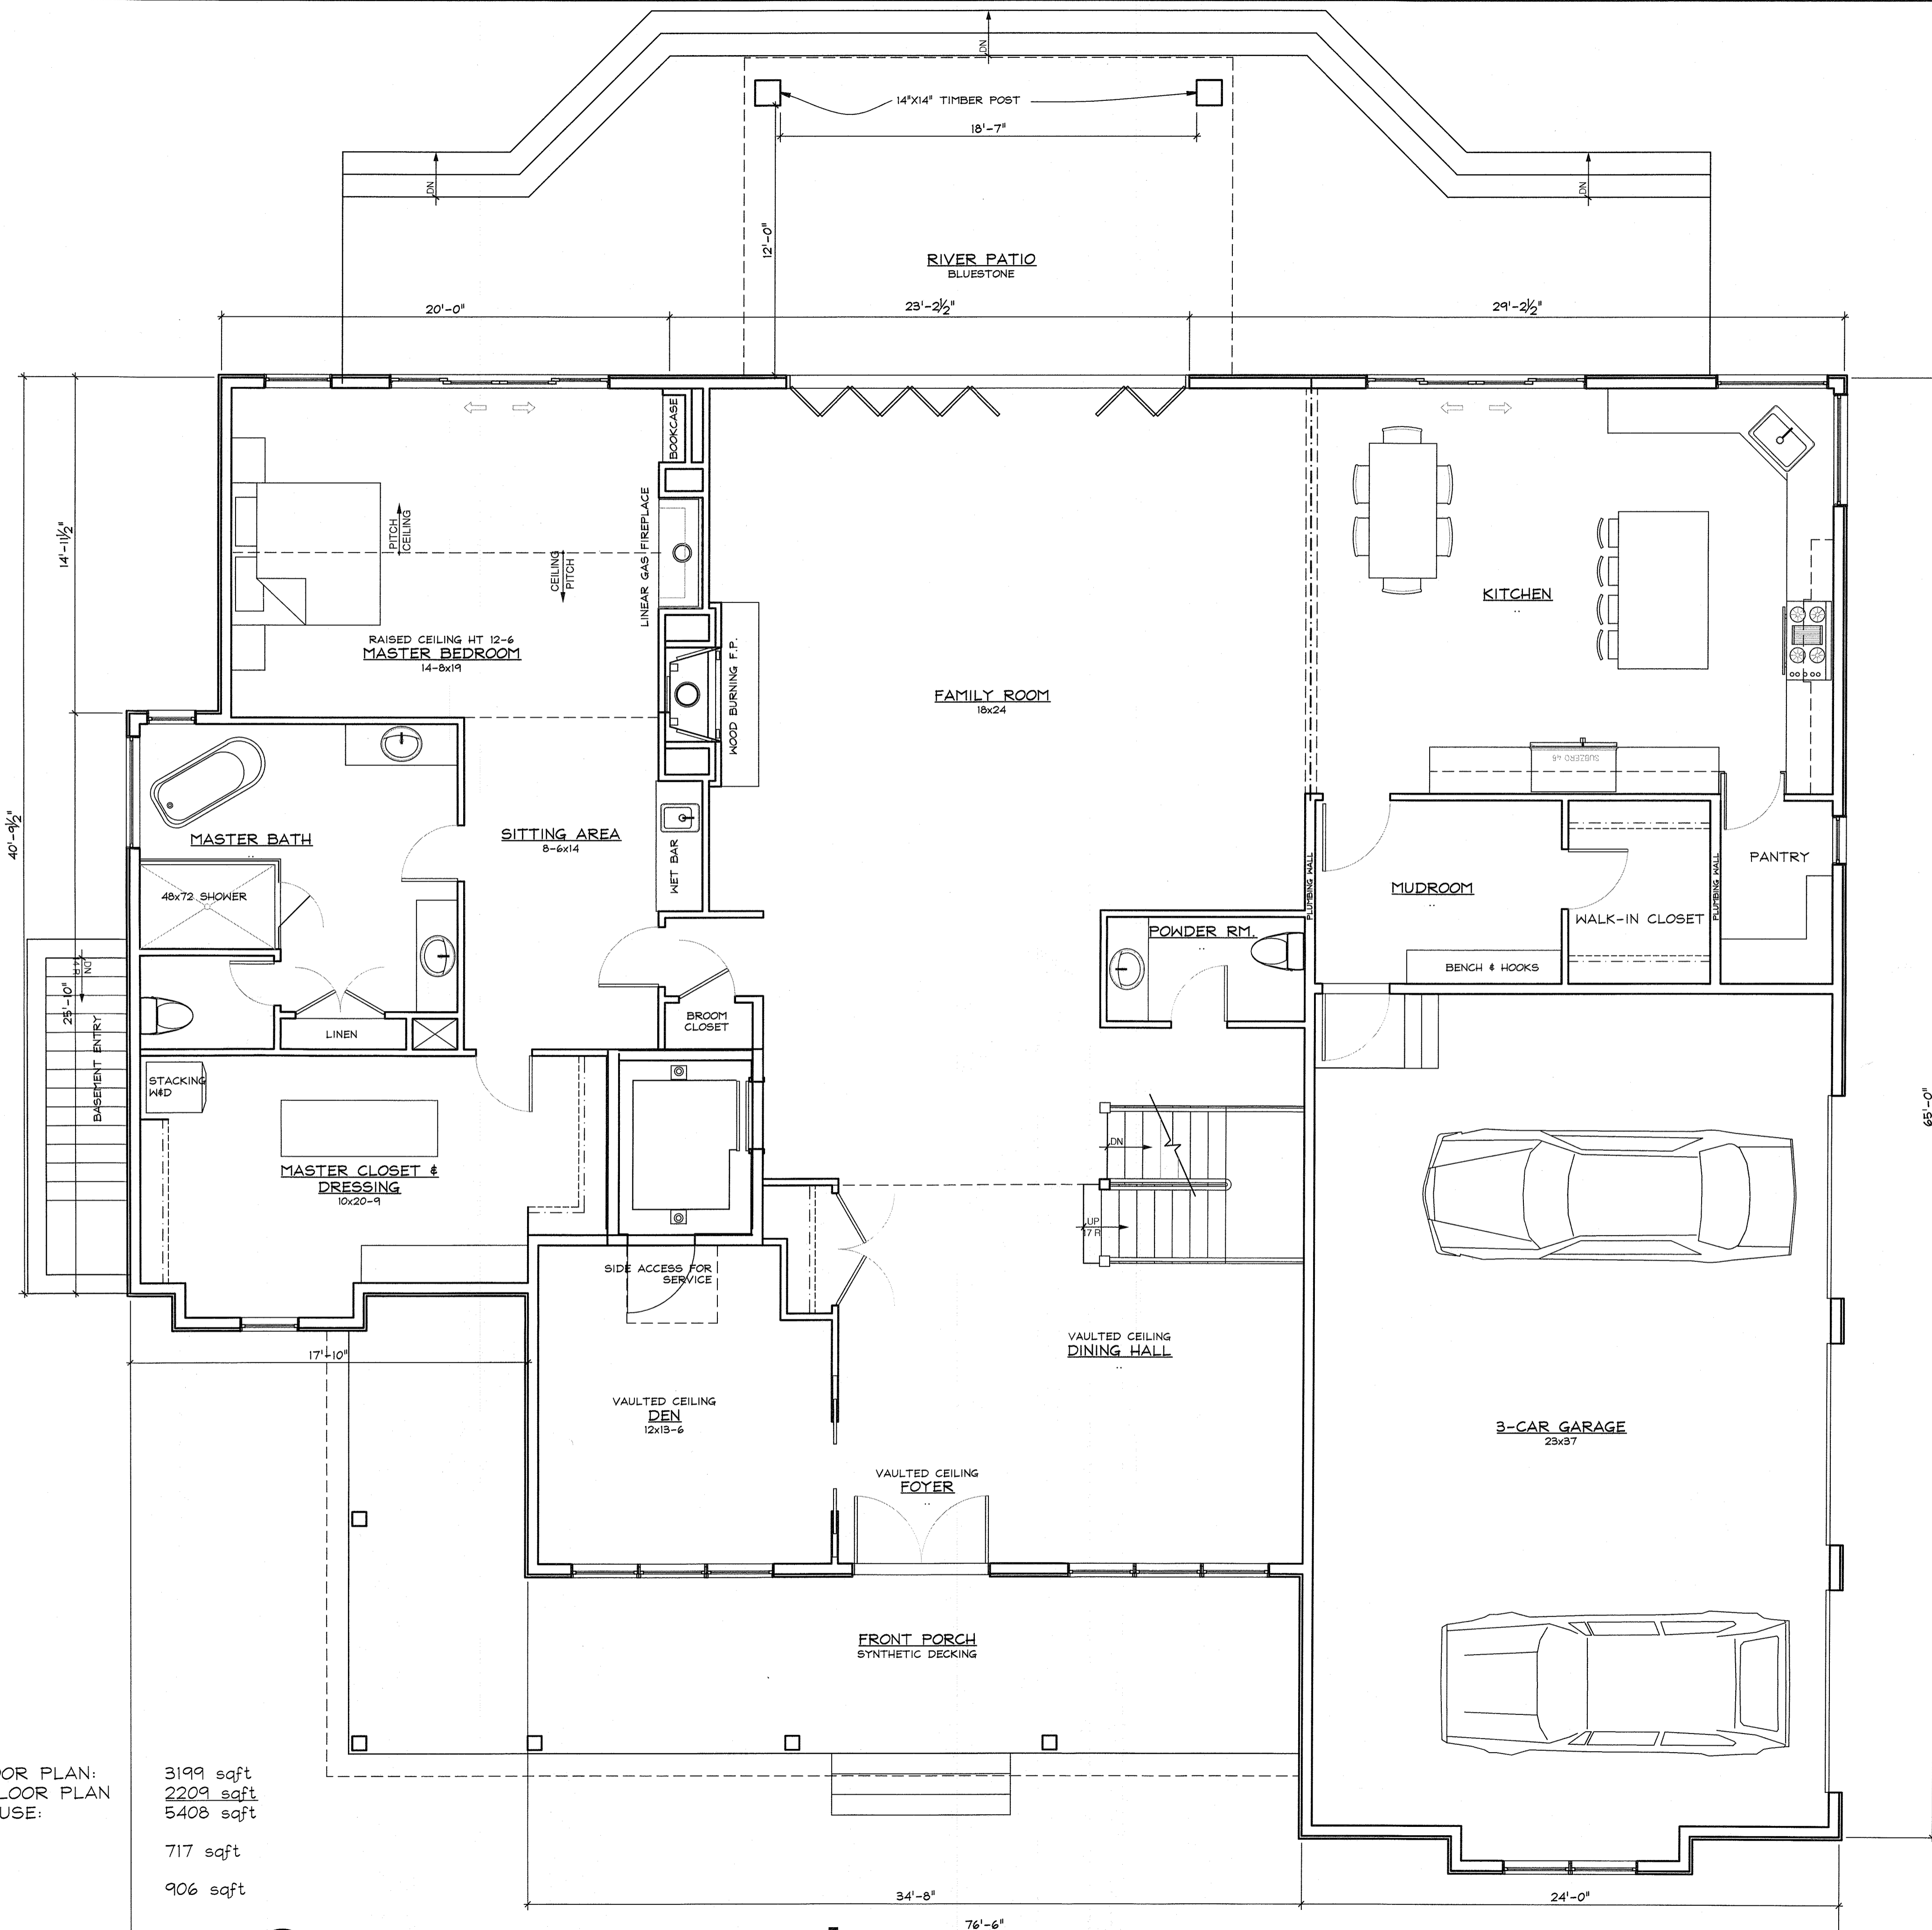 DN
14"X14" TIMBER POST
18'-7"
DN
DN
12'-0"
RIVER PATIO
BLUESTONE
20'-0"
23'-2½"
29'-2½"
BOOKCASE
PITCH
CEILING
CEILING
PITCH
LINEAR GAS FIREPLACE
14'-11½"
RAISED CEILING HT 12-6
MASTER BEDROOM
14-8x19
WOOD BURNING F.P.
FAMILY ROOM
18x24
KITCHEN
SUBZERO 48
40'-9½"
MASTER BATH
SITTING AREA
8-6x14
WET BAR
48x72 SHOWER
PLUMBING WALL
MUDROOM
PLUMBING WALL
PANTRY
WALK-IN CLOSET
POWDER RM.
BENCH & HOOKS
DN
14 R
25'-10"
BASEMENT ENTRY
LINEN
BROOM
CLOSET
STACKING
W&D
65'-0"
MASTER CLOSET &
DRESSING
10x20-9
DN
UP
17 R
SIDE ACCESS FOR
SERVICE
17'-10"
VAULTED CEILING
DINING HALL
VAULTED CEILING
DEN
12x13-6
3-CAR GARAGE
23x37
VAULTED CEILING
FOYER
FRONT PORCH
SYNTHETIC DECKING
OOR PLAN: 3199 sqft
LOOR PLAN 2209 sqft
USE: 5408 sqft
717 sqft
906 sqft
34'-8"
24'-0"
76'-6"